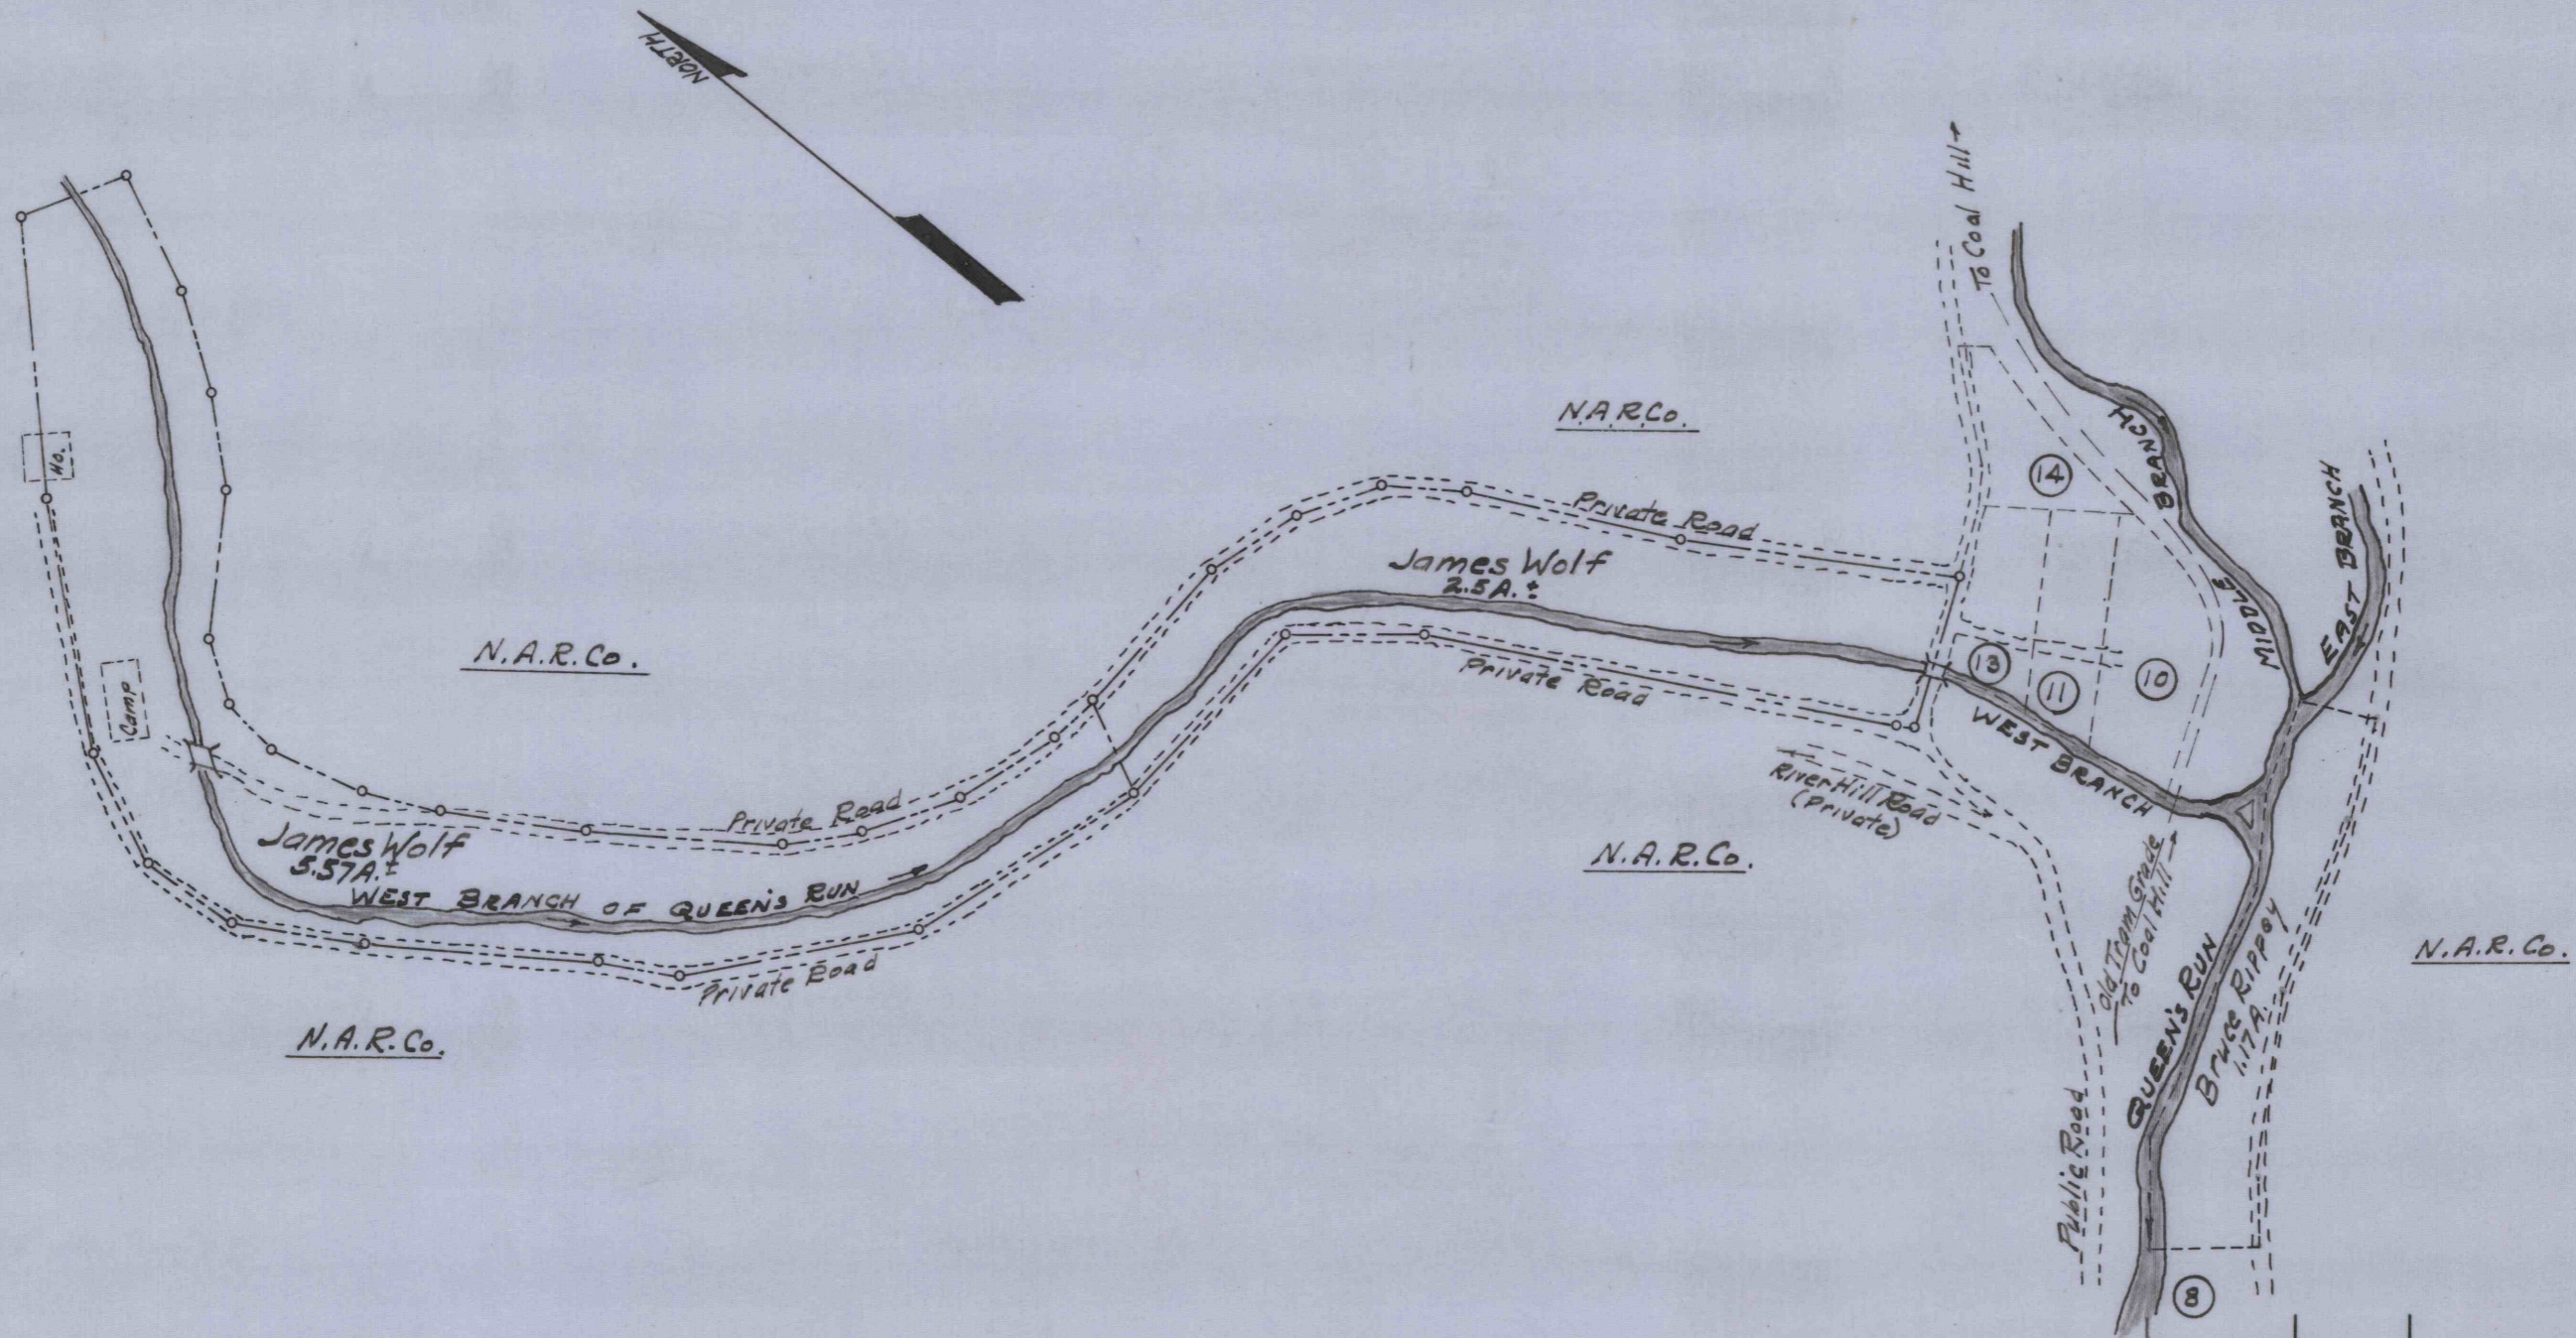 NORTH
To Coal Hill
N.A.R.Co.
14
Ho.
BRANCH
MIDDLE
EAST BRANCH
Private Road
James Wolf
2.5A.±
N.A.R.Co.
Camp
Private Road
13
11
10
WEST BRANCH
River Hill Road
(Private)
Private Road
James Wolf
5.57A.±
WEST BRANCH OF QUEEN'S RUN
N.A.R.Co.
Old Tram Grade
To Coal Hill
Private Road
N.A.R.Co.
QUEEN'S RUN
Bruce Rippey
1.17A.
N.A.R.Co.
Public Road
8